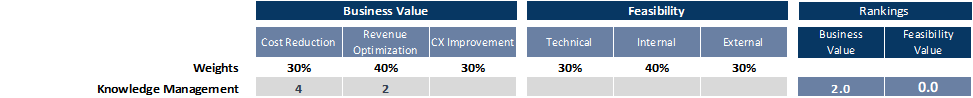 Business Value Feasibility Rankings
Cost Reduction Revenue Optimization CX Improvement Technical Internal External Business Value Feasibility Value
Weights 30% 40% 30% 30% 40% 30%
Knowledge Management 4 2 2.0 0.0